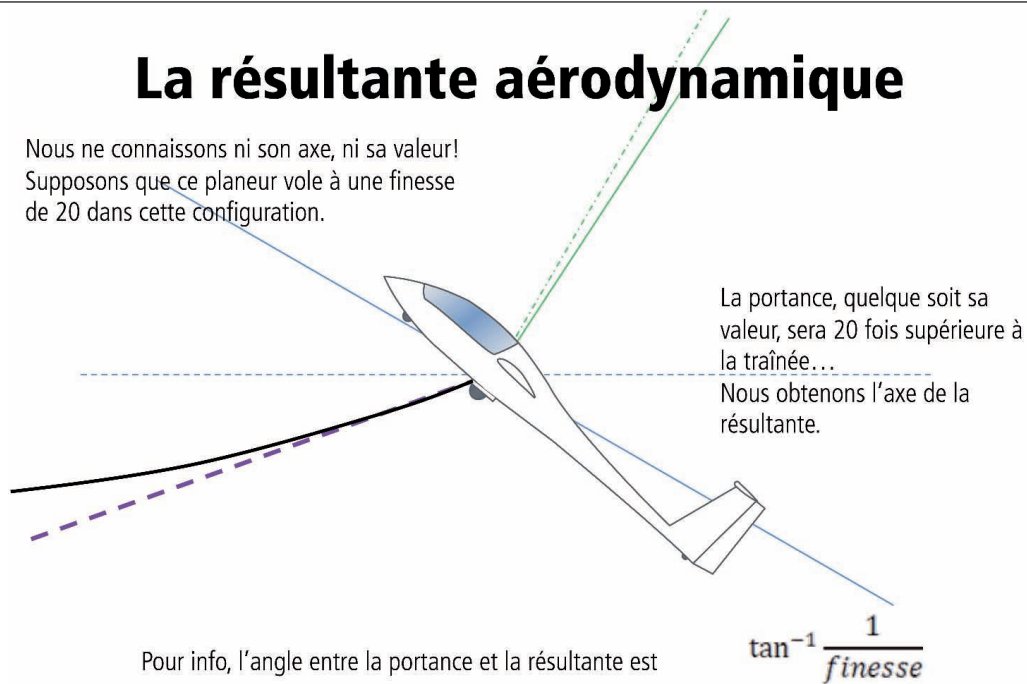 La résultante aérodynamique
Nous ne connaissons ni son axe, ni sa valeur!
Supposons que ce planeur vole à une finesse
de 20 dans cette configuration.
La portance, quelque soit sa
valeur, sera 20 fois supérieure à
la traînée…
Nous obtenons l'axe de la
résultante.
Pour info, l'angle entre la portance et la résultante est
tan⁻¹ 1/finesse